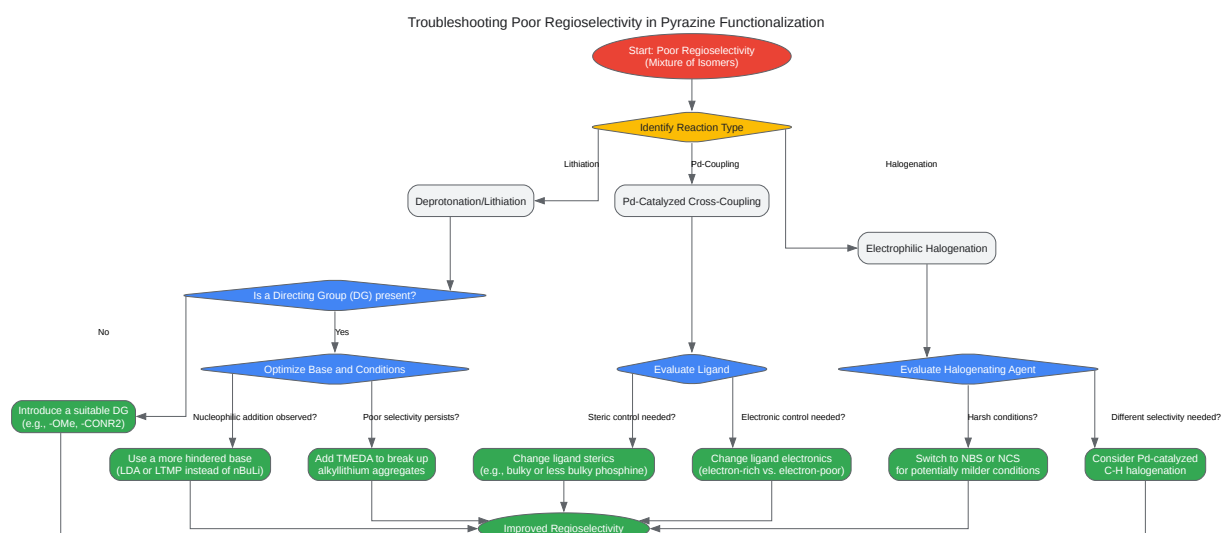 Troubleshooting Poor Regioselectivity in Pyrazine Functionalization
Start: Poor Regioselectivity
(Mixture of Isomers)
Identify Reaction Type
Lithiation
Pd-Coupling
Halogenation
Deprotonation/Lithiation
Pd-Catalyzed Cross-Coupling
Electrophilic Halogenation
Is a Directing Group (DG) present?
No
Yes
Optimize Base and Conditions
Evaluate Ligand
Evaluate Halogenating Agent
Introduce a suitable DG
(e.g., -OMe, -CONR2)
Nucleophilic addition observed?
Poor selectivity persists?
Steric control needed?
Electronic control needed?
Harsh conditions?
Different selectivity needed?
Use a more hindered base
(LDA or LTMP instead of nBuLi)
Add TMEDA to break up
alkyllithium aggregates
Change ligand sterics
(e.g., bulky or less bulky phosphine)
Change ligand electronics
(electron-rich vs. electron-poor)
Switch to NBS or NCS
for potentially milder conditions
Consider Pd-catalyzed
C-H halogenation
Improved Regioselectivity